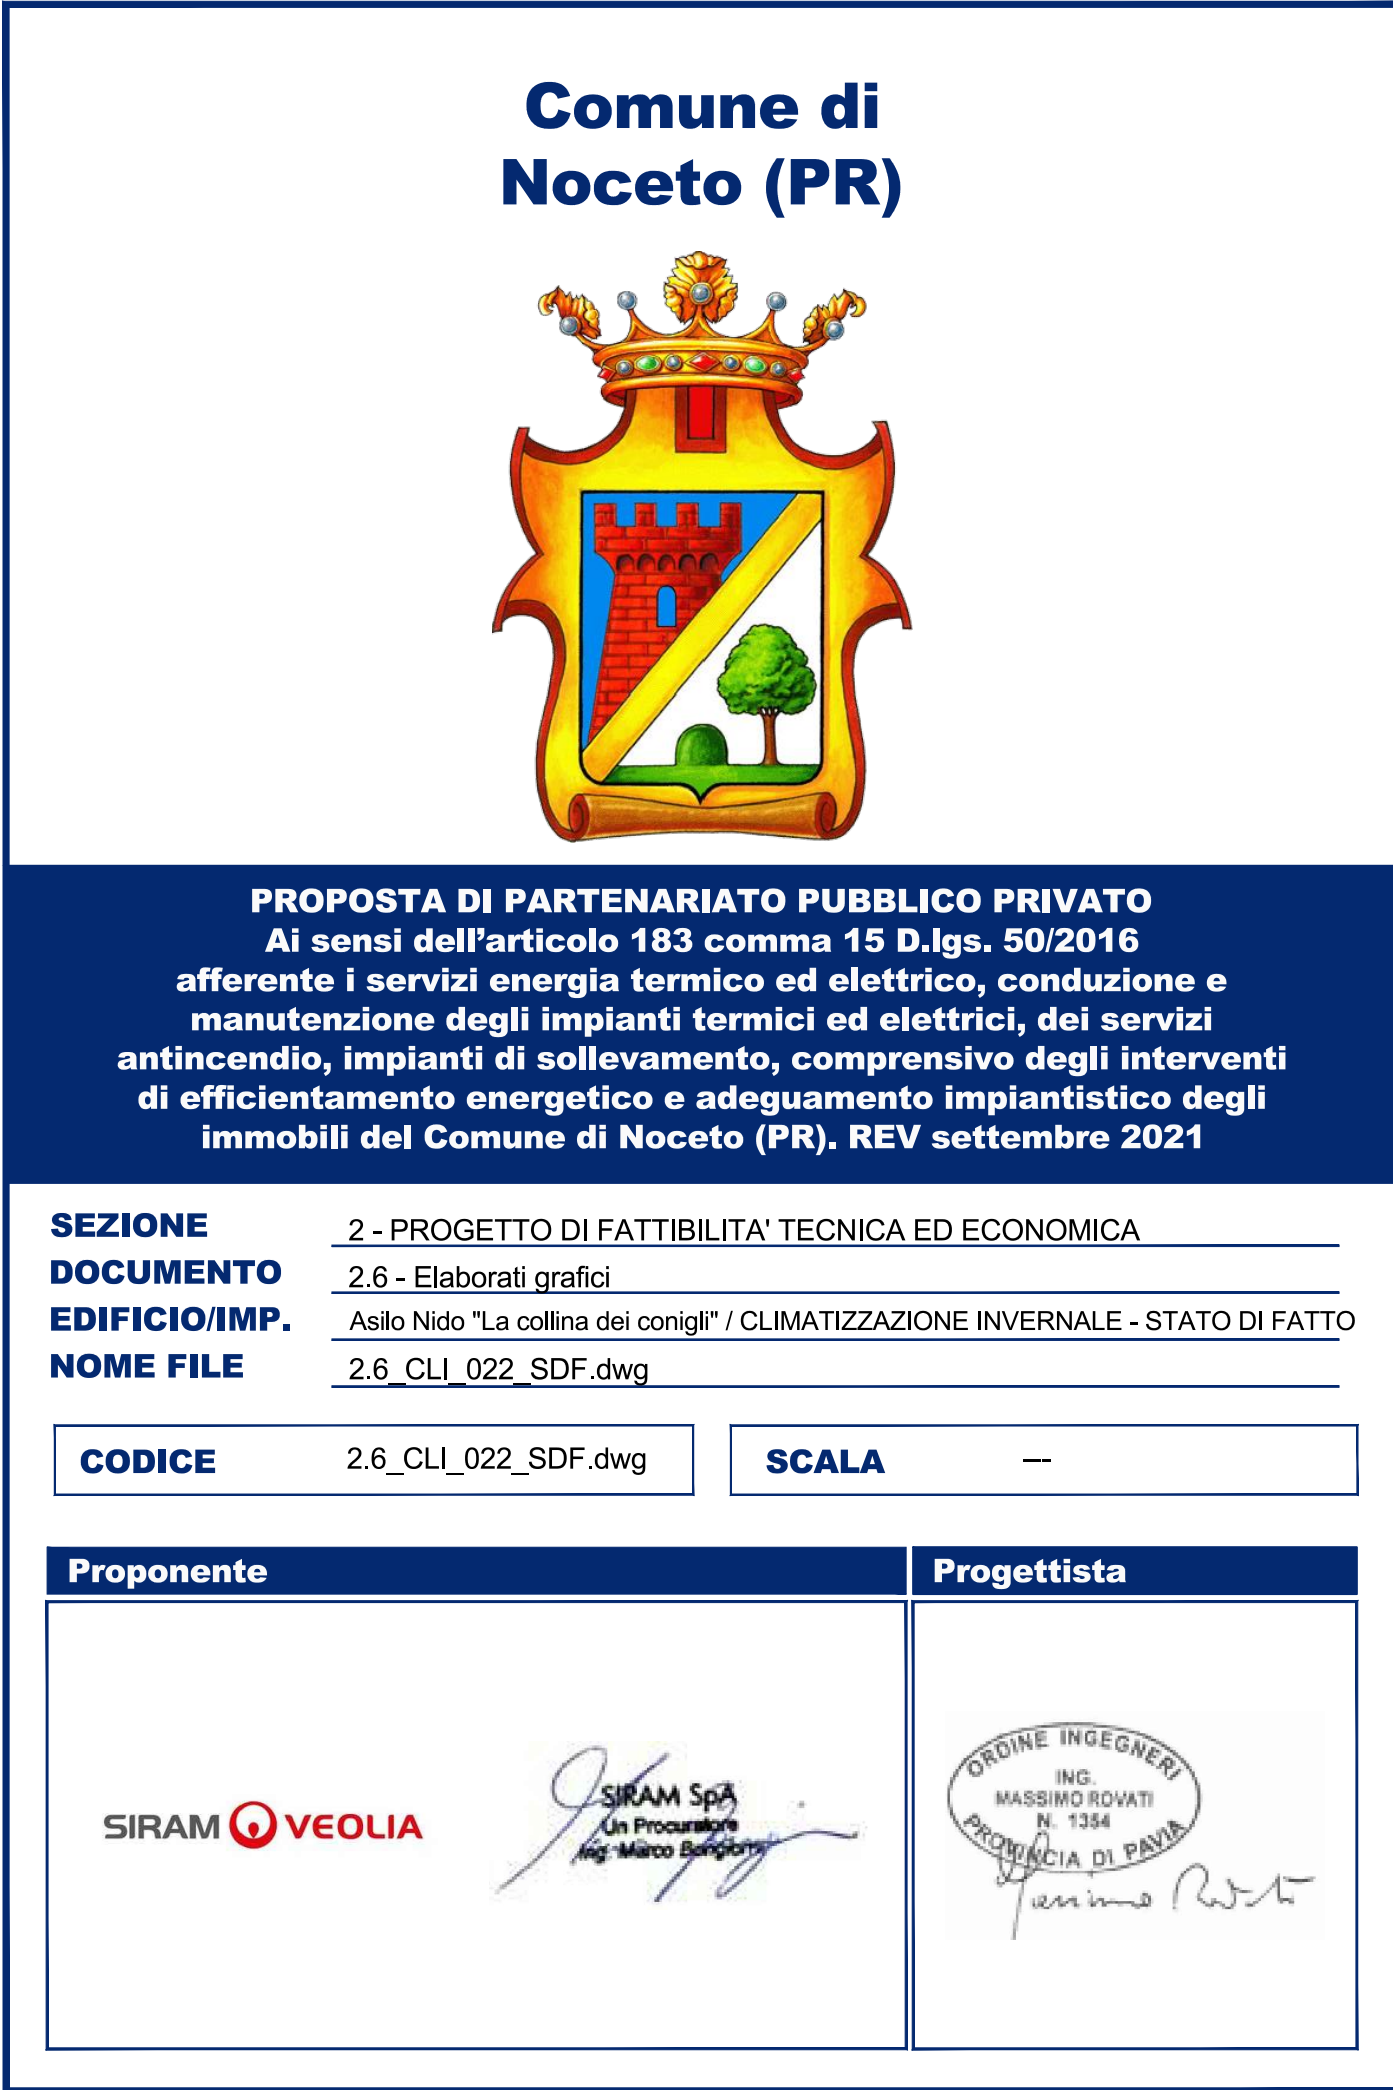 Comune di
Noceto (PR)
PROPOSTA DI PARTENARIATO PUBBLICO PRIVATO
Ai sensi dell'articolo 183 comma 15 D.lgs. 50/2016
afferente i servizi energia termico ed elettrico, conduzione e
manutenzione degli impianti termici ed elettrici, dei servizi
antincendio, impianti di sollevamento, comprensivo degli interventi
di efficientamento energetico e adeguamento impiantistico degli
immobili del Comune di Noceto (PR). REV settembre 2021
SEZIONE 2 - PROGETTO DI FATTIBILITA' TECNICA ED ECONOMICA
DOCUMENTO 2.6 - Elaborati grafici
EDIFICIO/IMP. Asilo Nido "La collina dei conigli" / CLIMATIZZAZIONE INVERNALE - STATO DI FATTO
NOME FILE 2.6_CLI_022_SDF.dwg
CODICE 2.6_CLI_022_SDF.dwg
SCALA ---
Proponente
Progettista
SIRAM VEOLIA
SIRAM SpA
Un Procuratore
Ing. Marco
ORDINE INGEGNERI
ING.
MASSIMO ROVATI
N. 1354
PROVINCIA DI PAVIA
Massimo Rovati